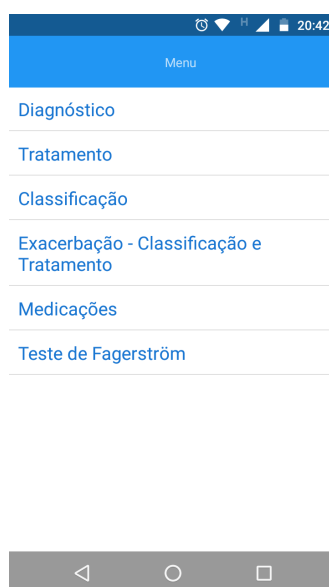 H 20:42
Menu
Diagnóstico
Tratamento
Classificação
Exacerbação - Classificação e
Tratamento
Medicações
Teste de Fagerström